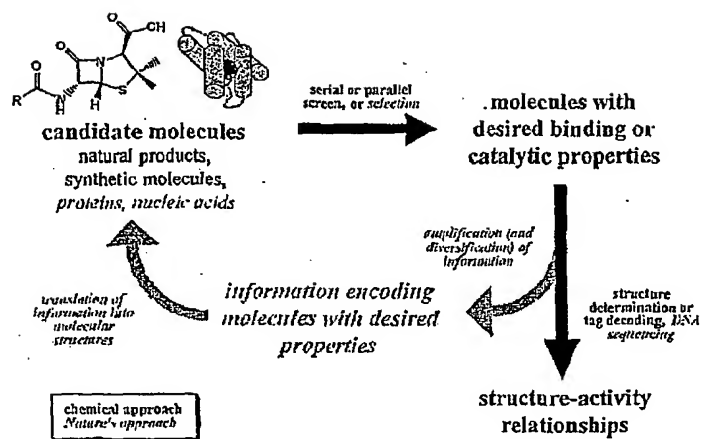 O
OH
O
N
O
R
N
H
H
S
candidate molecules
natural products,
synthetic molecules,
proteins, nucleic acids
serial or parallel
screen, or selection
molecules with
desired binding or
catalytic properties
amplification (and
diversification) of
information
information encoding
molecules with desired
properties
translation of
information into
molecular
structures
structure
determination or
tag decoding, DNA
sequencing
structure-activity
relationships
chemical approach
Nature's approach